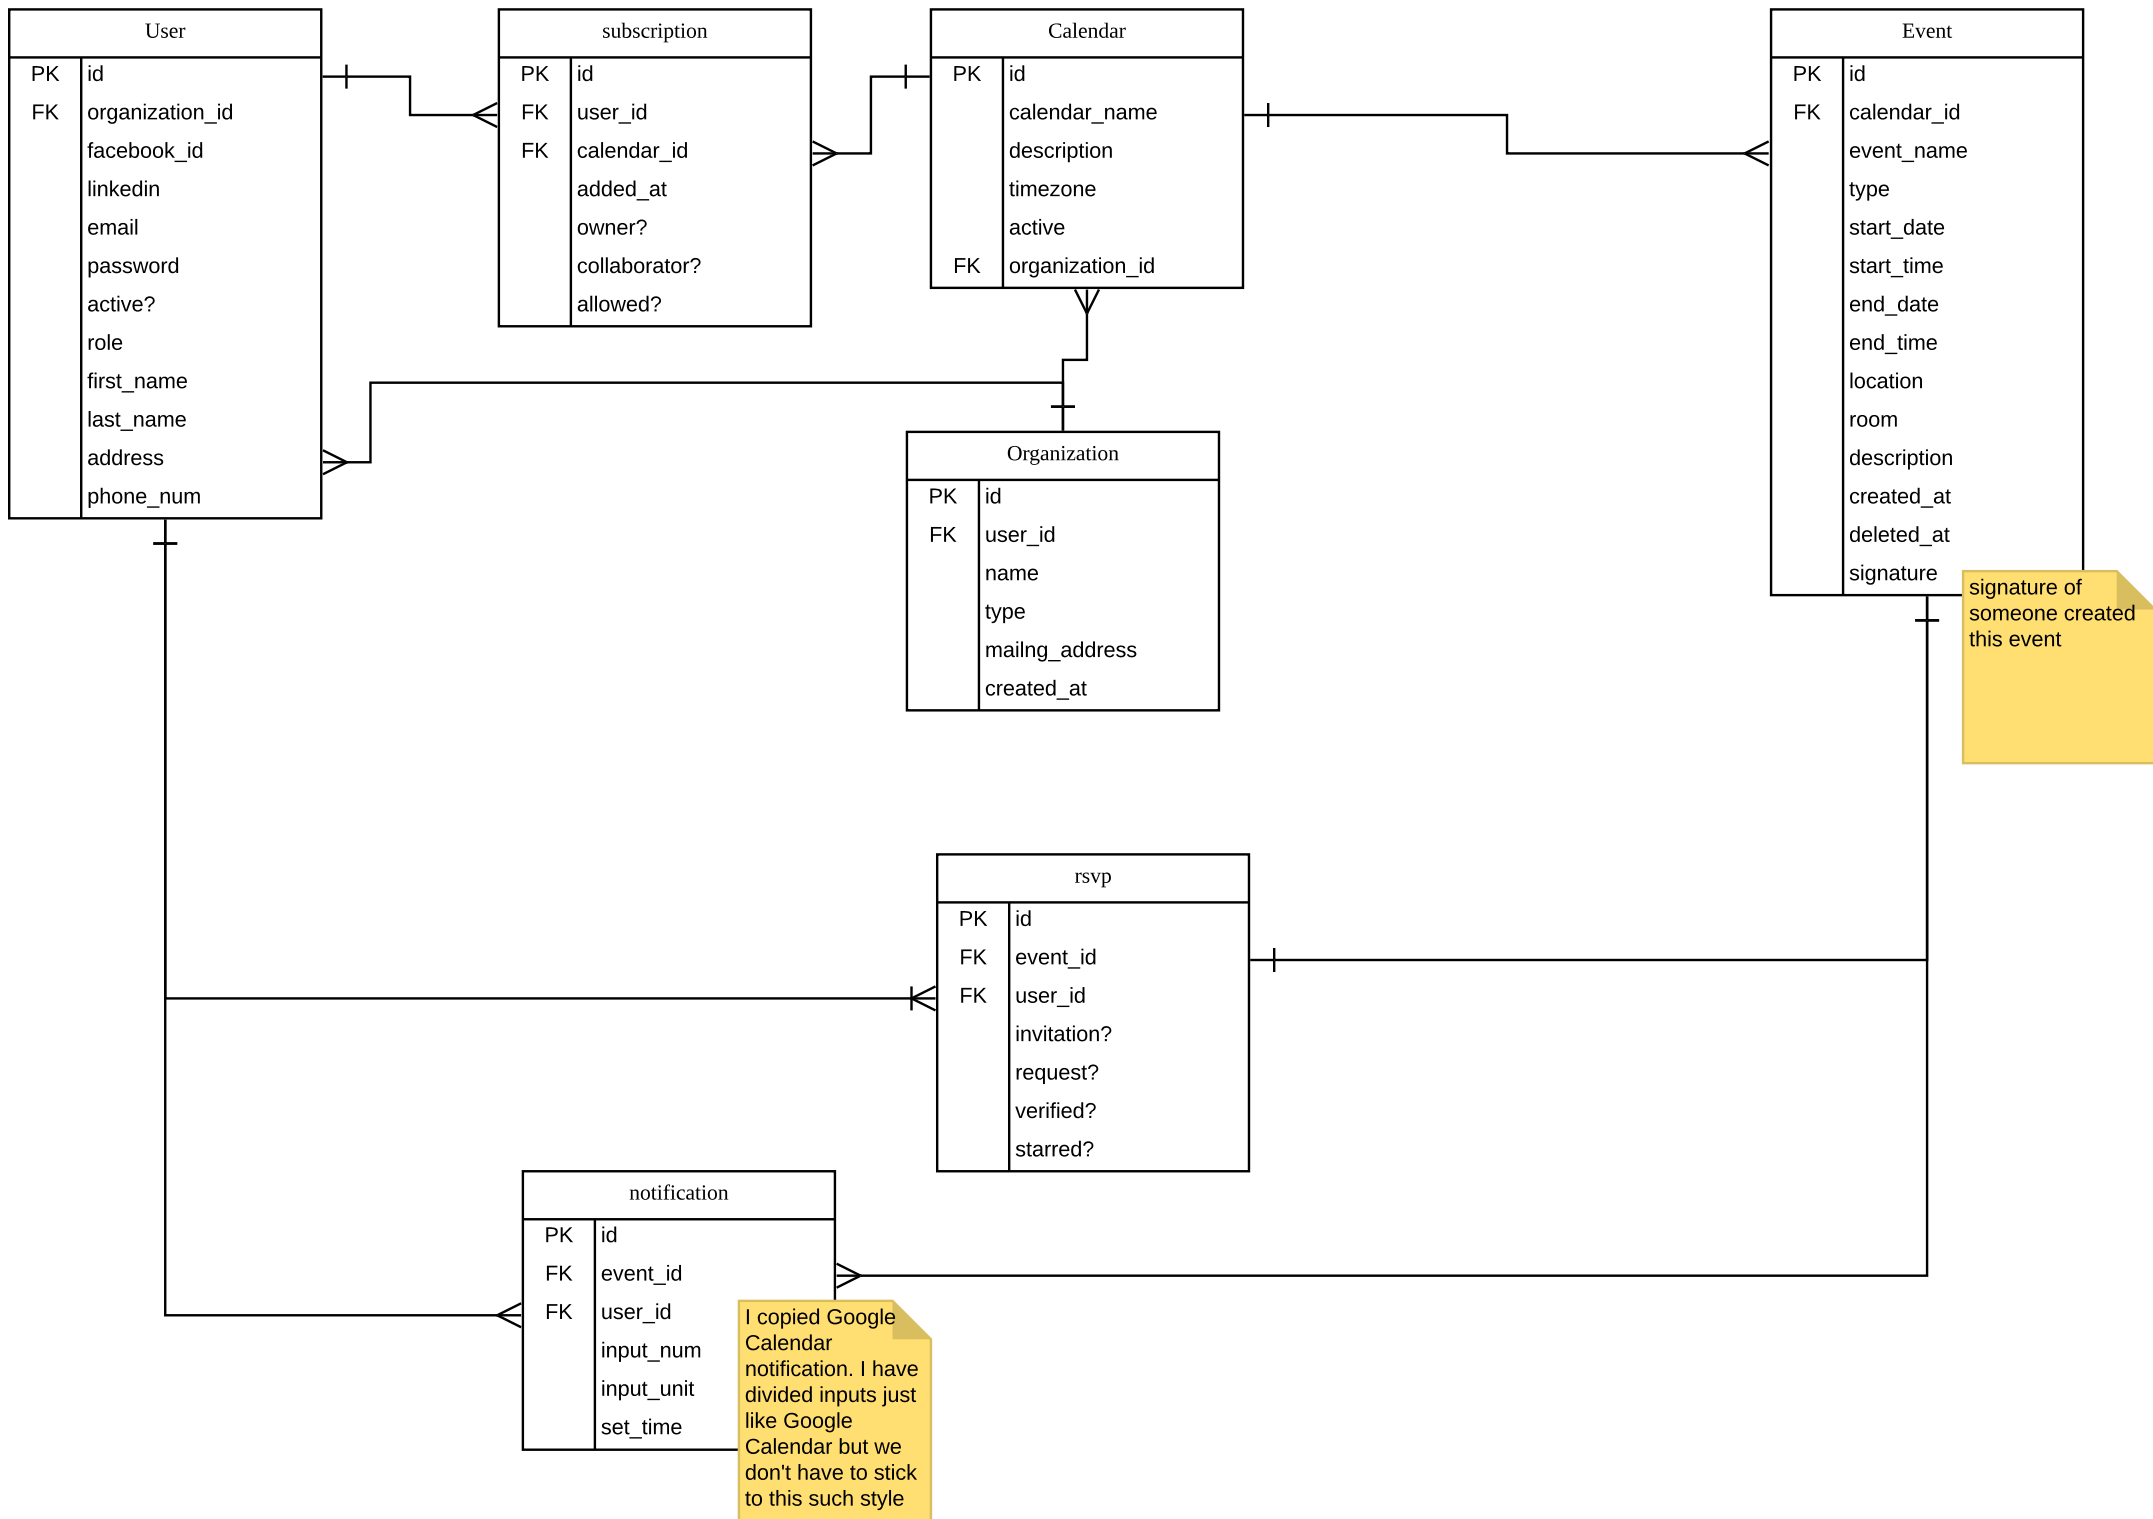 User
PK id
FK organization_id
facebook_id
linkedin
email
password
active?
role
first_name
last_name
address
phone_num
subscription
PK id
FK user_id
FK calendar_id
added_at
owner?
collaborator?
allowed?
Calendar
PK id
calendar_name
description
timezone
active
FK organization_id
Event
PK id
FK calendar_id
event_name
type
start_date
start_time
end_date
end_time
location
room
description
created_at
deleted_at
signature
signature of
someone created
this event
Organization
PK id
FK user_id
name
type
mailng_address
created_at
rsvp
PK id
FK event_id
FK user_id
invitation?
request?
verified?
starred?
notification
PK id
FK event_id
FK user_id
input_num
input_unit
set_time
I copied Google
Calendar
notification. I have
divided inputs just
like Google
Calendar but we
don't have to stick
to this such style